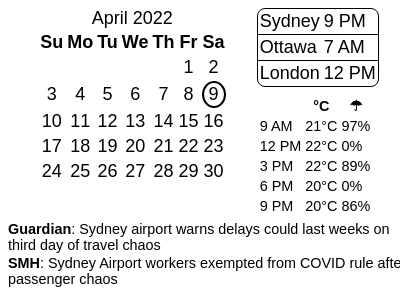 April 2022
Su Mo Tu We Th Fr Sa
1 2
3 4 5 6 7 8 9
10 11 12 13 14 15 16
17 18 19 20 21 22 23
24 25 26 27 28 29 30
Sydney 9 PM
Ottawa 7 AM
London 12 PM
°C ☂
9 AM 21°C 97%
12 PM 22°C 0%
3 PM 22°C 89%
6 PM 20°C 0%
9 PM 20°C 86%
Guardian: Sydney airport warns delays could last weeks on
third day of travel chaos
SMH: Sydney Airport workers exempted from COVID rule afte
passenger chaos